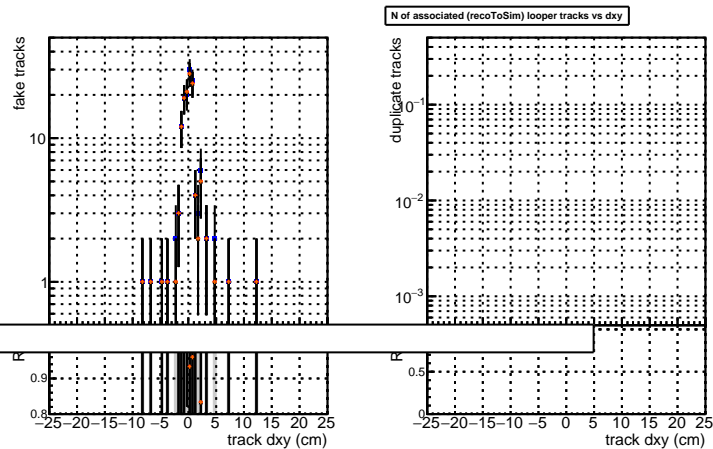 N of associated (recoToSim) looper tracks vs dxy
fake tracks
10
1
0.9
0.8
−25 −20 −15 −10 −5 0 5 10 15 20 25
track dxy (cm)
duplicate tracks
10−1
10−2
10−3
0.5
0
−25 −20 −15 −10 −5 0 5 10 15 20 25
track dxy (cm)